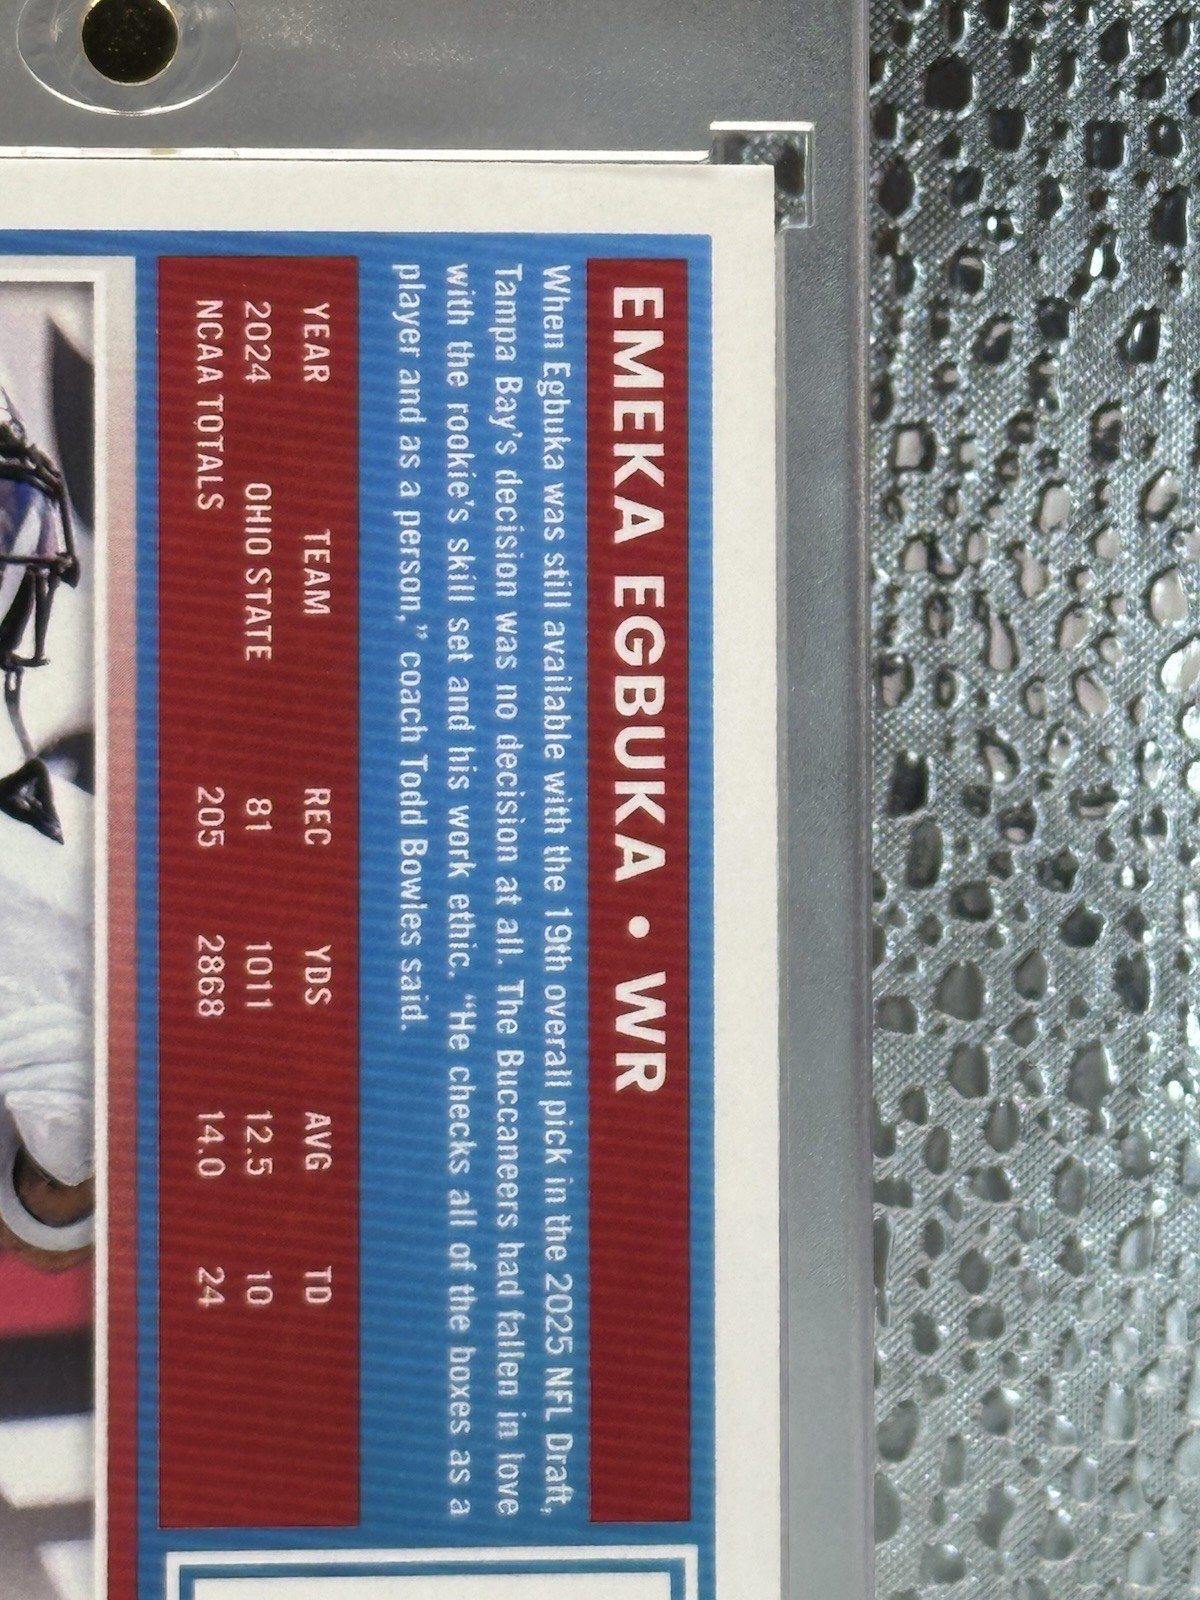 EMEKA EGBUKA • WR
When Egbuka was still available with the 19th overall pick in the 2025 NFL Draft,
Tampa Bay's decision was no decision at all. The Buccaneers had fallen in love
with the rookie's skill set and his work ethic. “He checks all of the boxes as a
player and as a person,” coach Todd Bowles said.
YEAR TEAM REC YDS AVG TD
2024 OHIO STATE 81 1011 12.5 10
NCAA TOTALS 205 2868 14.0 24